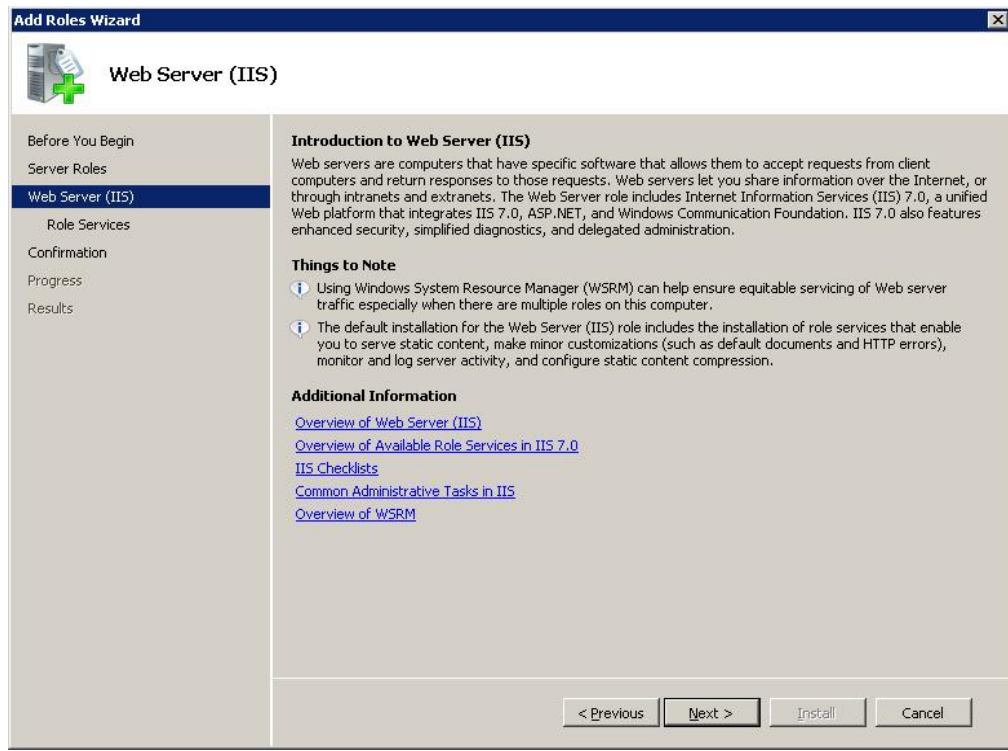 Add Roles Wizard
Web Server (IIS)
Before You Begin
Server Roles
Web Server (IIS)
Role Services
Confirmation
Progress
Results
Introduction to Web Server (IIS)
Web servers are computers that have specific software that allows them to accept requests from client
computers and return responses to those requests. Web servers let you share information over the Internet, or
through intranets and extranets. The Web Server role includes Internet Information Services (IIS) 7.0, a unified
Web platform that integrates IIS 7.0, ASP.NET, and Windows Communication Foundation. IIS 7.0 also features
enhanced security, simplified diagnostics, and delegated administration.
Things to Note
Using Windows System Resource Manager (WSRM) can help ensure equitable servicing of Web server
traffic especially when there are multiple roles on this computer.
The default installation for the Web Server (IIS) role includes the installation of role services that enable
you to serve static content, make minor customizations (such as default documents and HTTP errors),
monitor and log server activity, and configure static content compression.
Additional Information
Overview of Web Server (IIS)
Overview of Available Role Services in IIS 7.0
IIS Checklists
Common Administrative Tasks in IIS
Overview of WSRM
< Previous
Next >
Install
Cancel